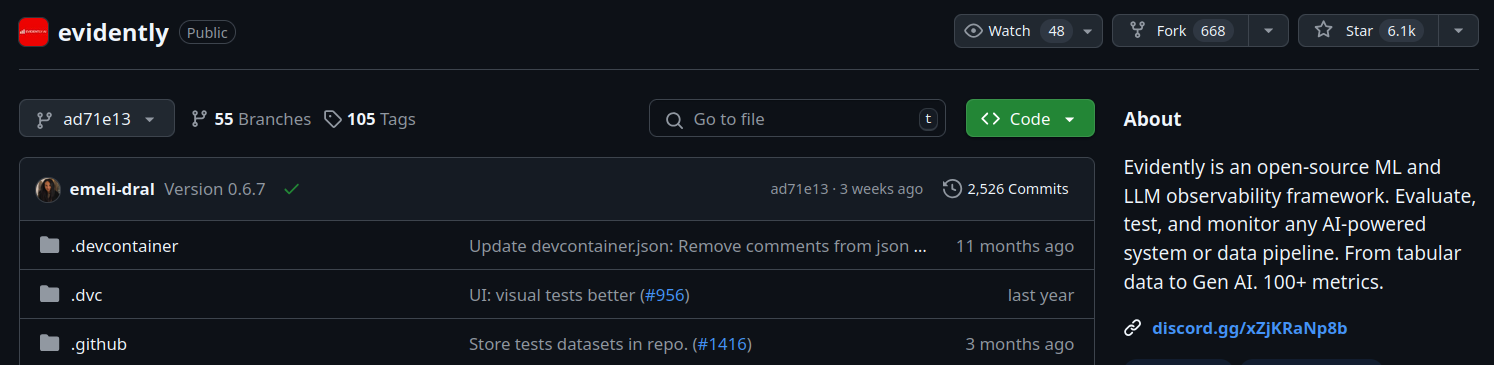 evidently Public Watch 48 Fork 668 Star 6.1k
ad71e13 55 Branches 105 Tags Go to file t Code
emeli-dral Version 0.6.7 ad71e13 · 3 weeks ago 2,526 Commits
.devcontainer Update devcontainer.json: Remove comments from json ... 11 months ago
.dvc UI: visual tests better (#956) last year
.github Store tests datasets in repo. (#1416) 3 months ago
About
Evidently is an open-source ML and
LLM observability framework. Evaluate,
test, and monitor any AI-powered
system or data pipeline. From tabular
data to Gen AI. 100+ metrics.
discord.gg/xZjKRaNp8b